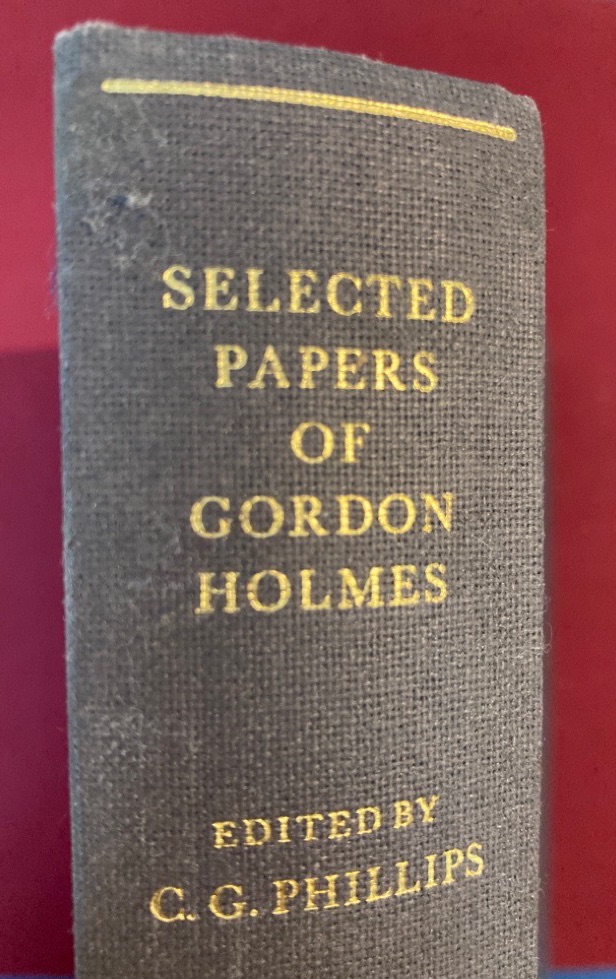 SELECTED
PAPERS
OF
GORDON
HOLMES
EDITED BY
C. G. PHILLIPS